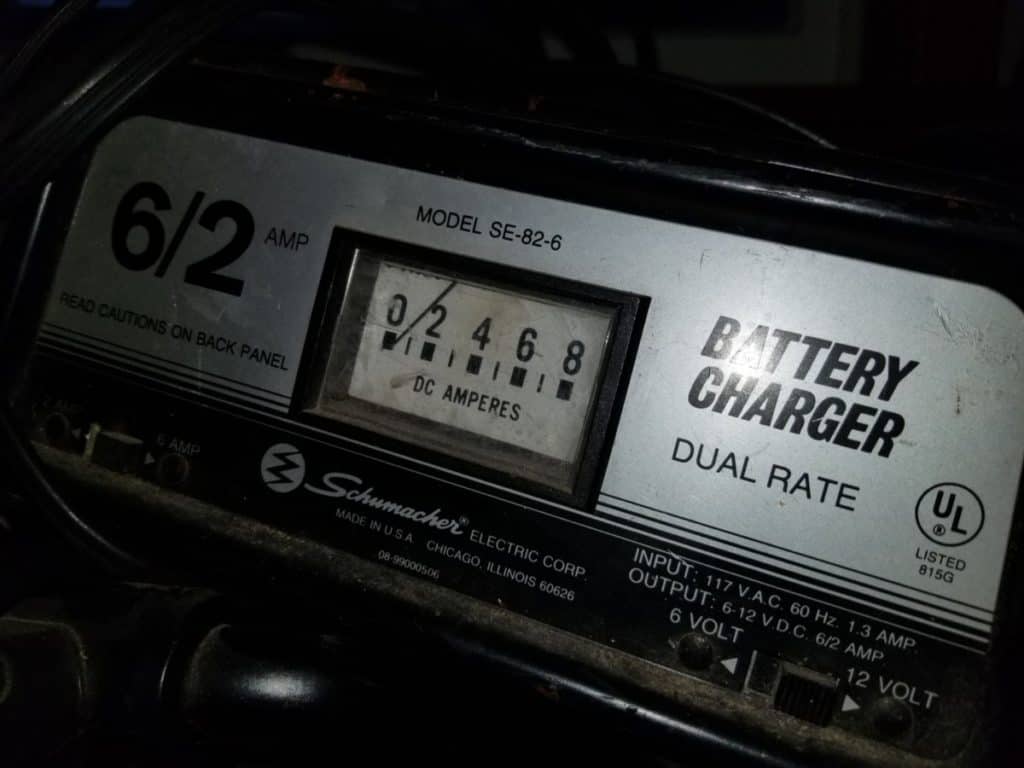 6/2 AMP
MODEL SE-82-6
READ CAUTIONS ON BACK PANEL
0 2 4 6 8
DC AMPERES
BATTERY
CHARGER
DUAL RATE
UL
®
LISTED
815G
2 AMP
6 AMP
Schumacher® ELECTRIC CORP.
MADE IN U.S.A. CHICAGO, ILLINOIS 60626
08-99000506
INPUT: 117 V.A.C. 60 Hz. 1.3 AMP.
OUTPUT: 6-12 V.D.C. 6/2 AMP.
6 VOLT
12 VOLT